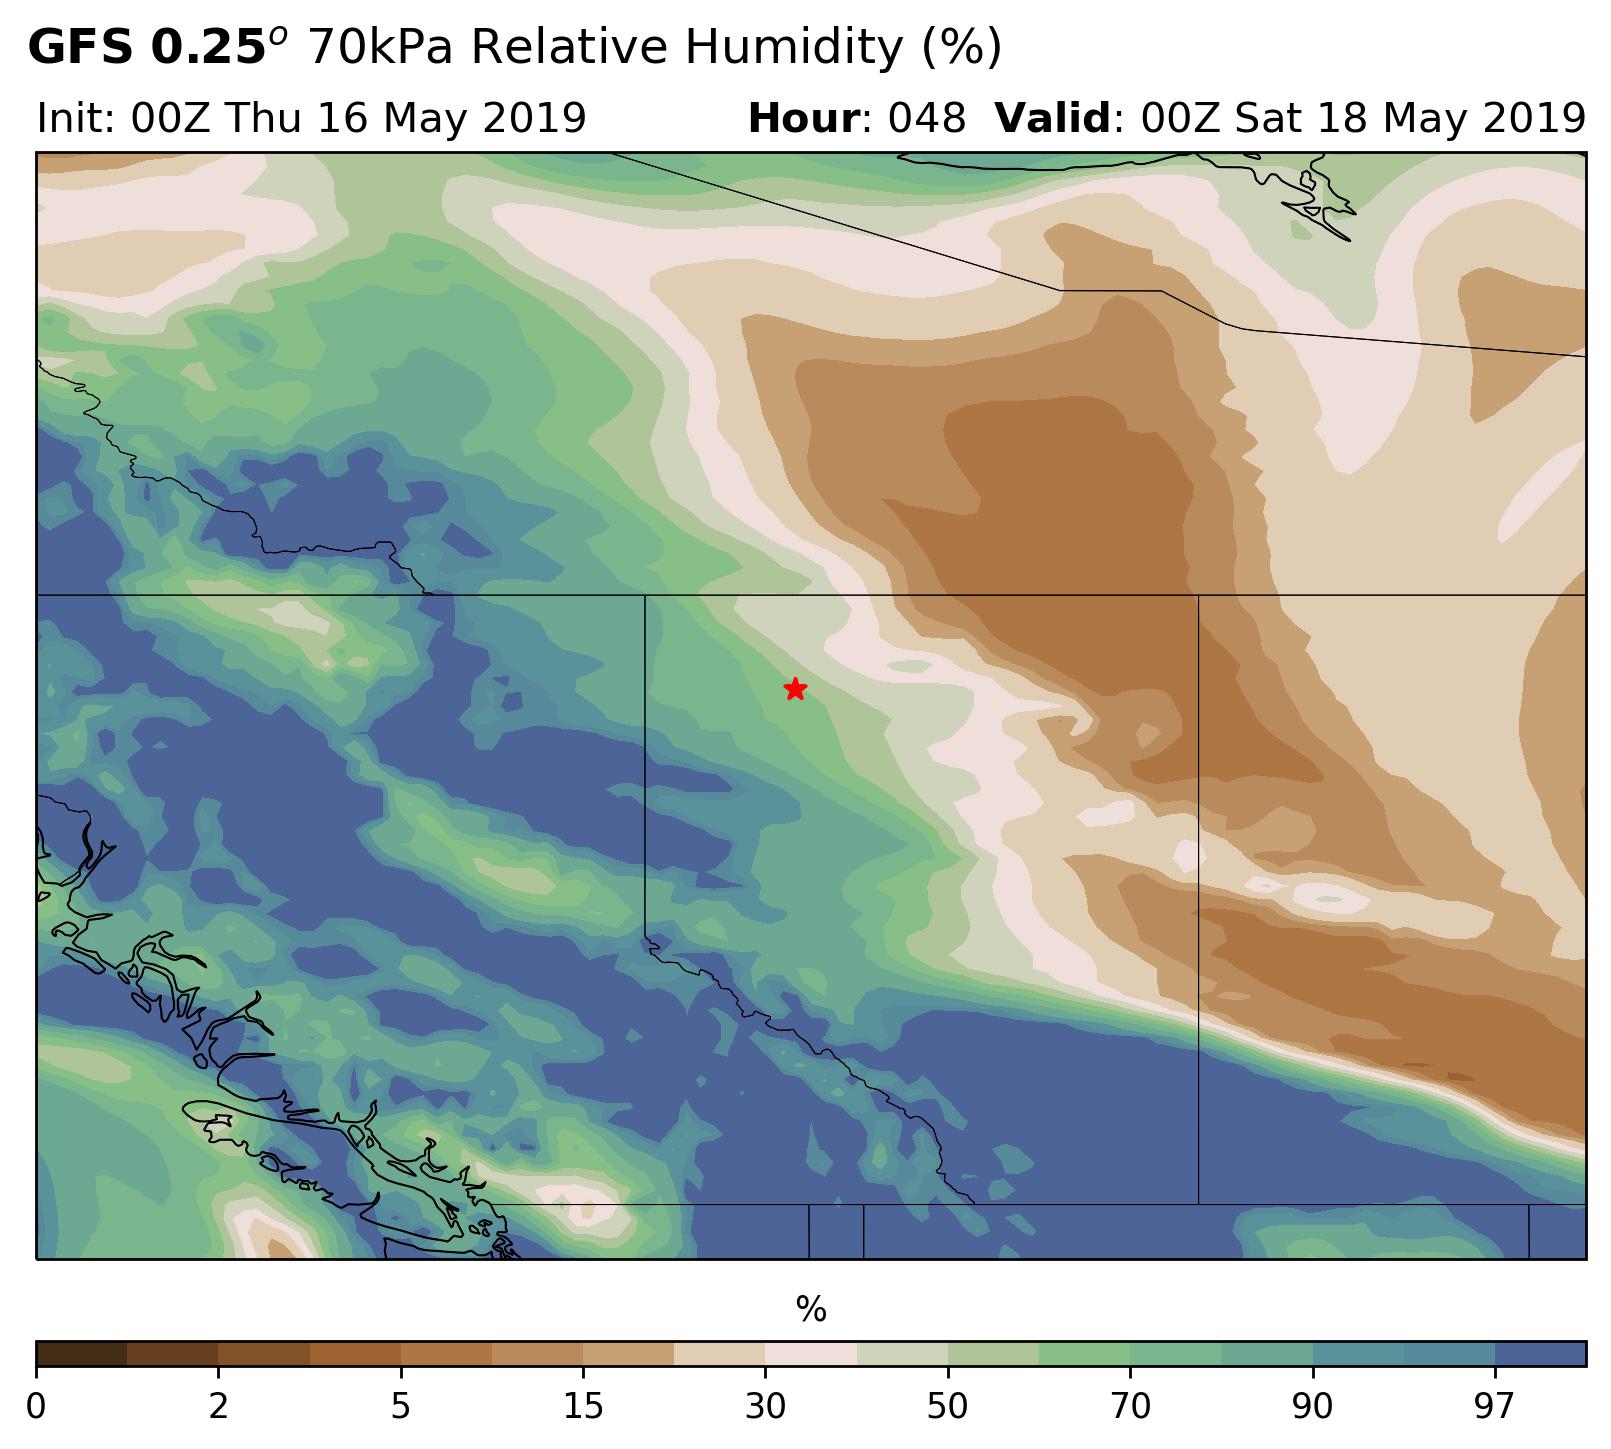 GFS 0.25ᵒ 70kPa Relative Humidity (%)
Init: 00Z Thu 16 May 2019 Hour: 048 Valid: 00Z Sat 18 May 2019
%
0 2 5 15 30 50 70 90 97